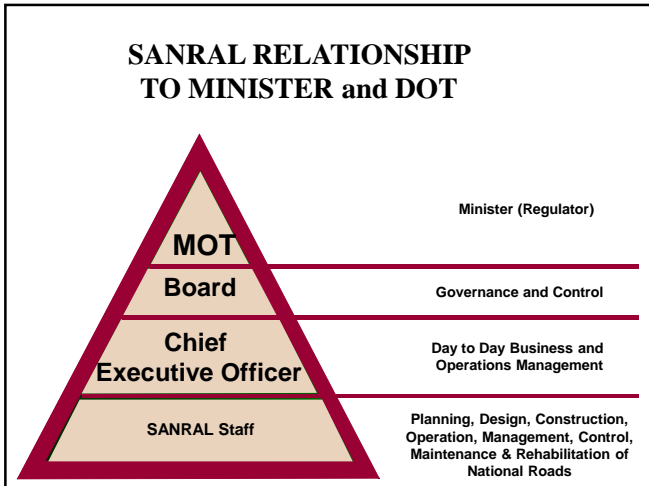 SANRAL RELATIONSHIP
TO MINISTER and DOT
MOT
Minister (Regulator)
Board
Governance and Control
Chief
Executive Officer
Day to Day Business and
Operations Management
SANRAL Staff
Planning, Design, Construction,
Operation, Management, Control,
Maintenance & Rehabilitation of
National Roads